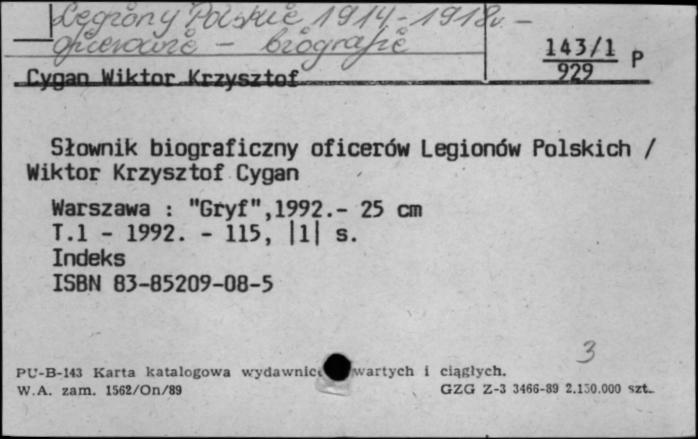 Legiony Polskie 1914-1918r. -
oficerowie - biografie
143/1 P
929
Cygan Wiktor Krzysztof
Słownik biograficzny oficerów Legionów Polskich /
Wiktor Krzysztof Cygan
Warszawa : "Gryf",1992.- 25 cm
T.1 - 1992. - 115, |1| s.
Indeks
ISBN 83-85209-08-5
3
PU-B-143 Karta katalogowa wydawnic wartych i ciągłych.
W.A. zam. 1562/On/89 GZG Z-3 3466-89 2.130.000 szt.